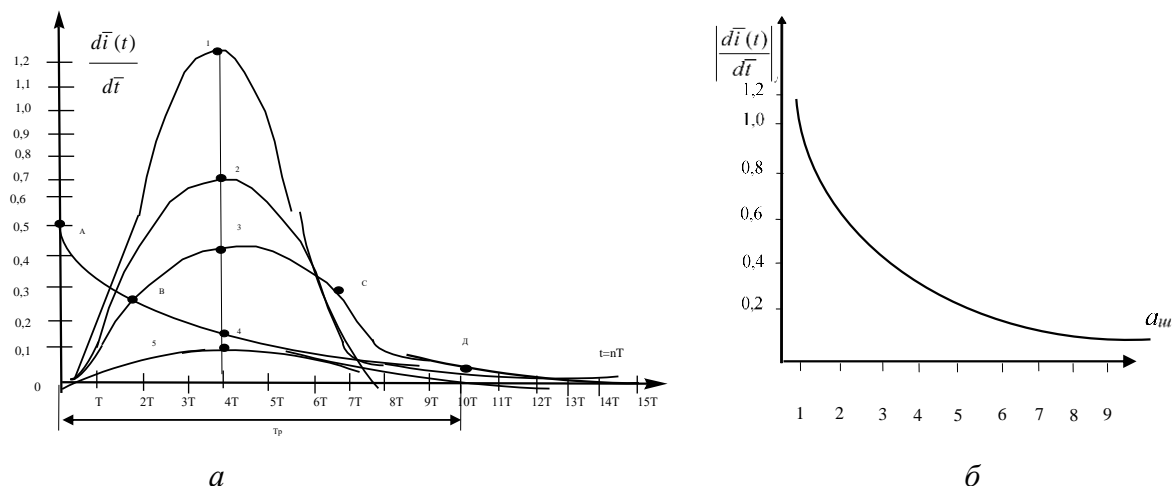 1,2
1,1
1,0
0,9
0,8
0,7
0,6
0,5
0,4
0,3
0,2
0,1
0
di̅ (t)
dt̅
1
2
3
4
5
А
В
С
Д
t=nT
T 2T 3T 4T 5T 6T 7T 8T 9T 10T 11T 12T 13T 14T 15T
Тр
а
|di̅ (t)|
dt̅
1,2
1,0
0,8
0,6
0,4
0,2
aш
1 2 3 4 5 6 7 8 9
б